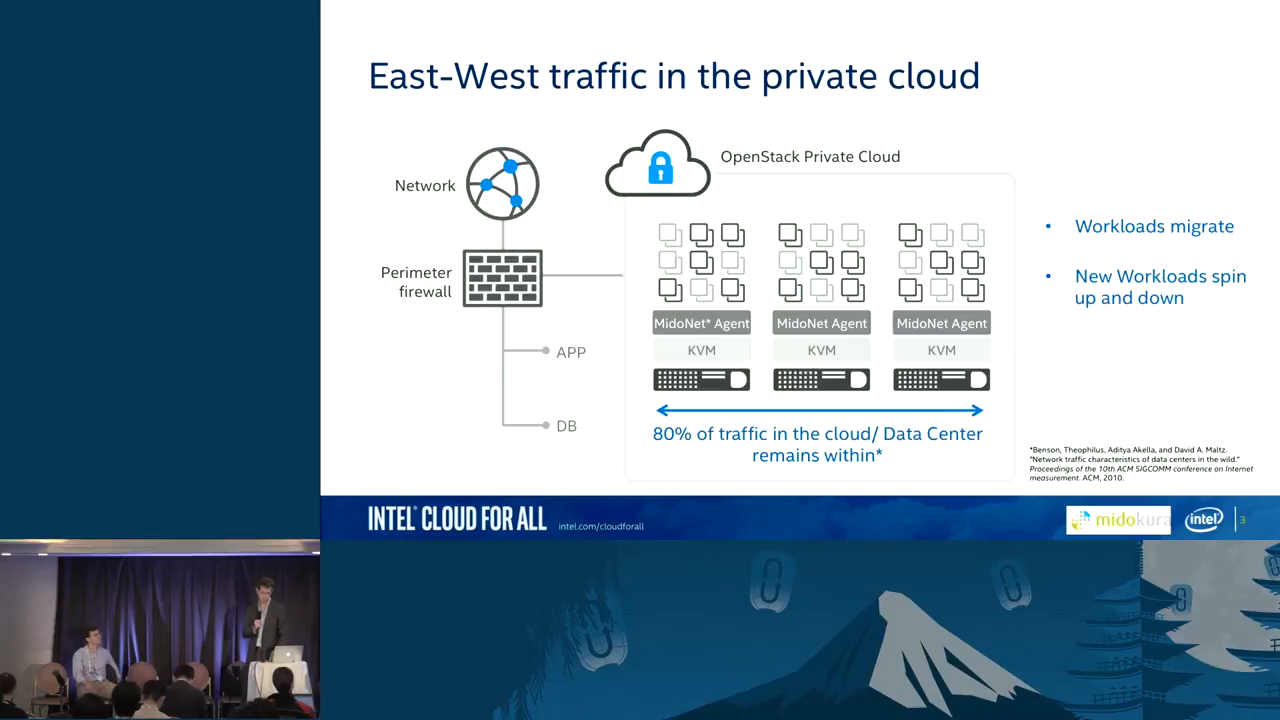 East-West traffic in the private cloud
OpenStack Private Cloud
Network
Perimeter
firewall
APP
DB
MidoNet* Agent
MidoNet Agent
MidoNet Agent
KVM
KVM
KVM
80% of traffic in the cloud/ Data Center
remains within*
• Workloads migrate
• New Workloads spin
up and down
*Benson, Theophilus, Aditya Akella, and David A. Maltz.
"Network traffic characteristics of data centers in the wild."
Proceedings of the 10th ACM SIGCOMM conference on Internet
measurement. ACM, 2010.
INTEL® CLOUD FOR ALL
intel.com/cloudforall
midokura
intel
3